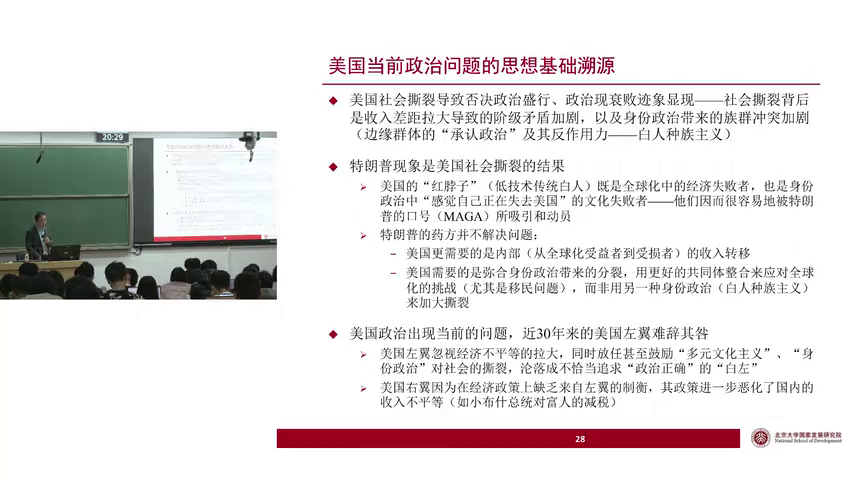 美国当前政治问题的思想基础溯源
美国社会撕裂导致否决政治盛行、政治现衰败迹象显现——社会撕裂背后
是收入差距拉大导致的阶级矛盾加剧，以及身份政治带来的族群冲突加剧
（边缘群体的“承认政治”及其反作用力——白人种族主义）
特朗普现象是美国社会撕裂的结果
美国的“红脖子”（低技术传统白人）既是全球化中的经济失败者，也是身份
政治中“感觉自己正在失去美国”的文化失败者——他们因而很容易地被特朗
普的口号（MAGA）所吸引和动员
特朗普的药方并不解决问题：
– 美国更需要的是内部（从全球化受益者到受损者）的收入转移
– 美国需要的是弥合身份政治带来的分裂，用更好的共同体整合来应对全球
化的挑战（尤其是移民问题），而非用另一种身份政治（白人种族主义）
来加大撕裂
美国政治出现当前的问题，近30年来的美国左翼难辞其咎
美国左翼忽视经济不平等的拉大，同时放任甚至鼓励“多元文化主义”、“身
份政治”对社会的撕裂，沦落成不恰当追求“政治正确”的“白左”
美国右翼因为在经济政策上缺乏来自左翼的制衡，其政策进一步恶化了国内的
收入不平等（如小布什总统对富人的减税）
20:29
28
北京大学国家发展研究院
National School of Development